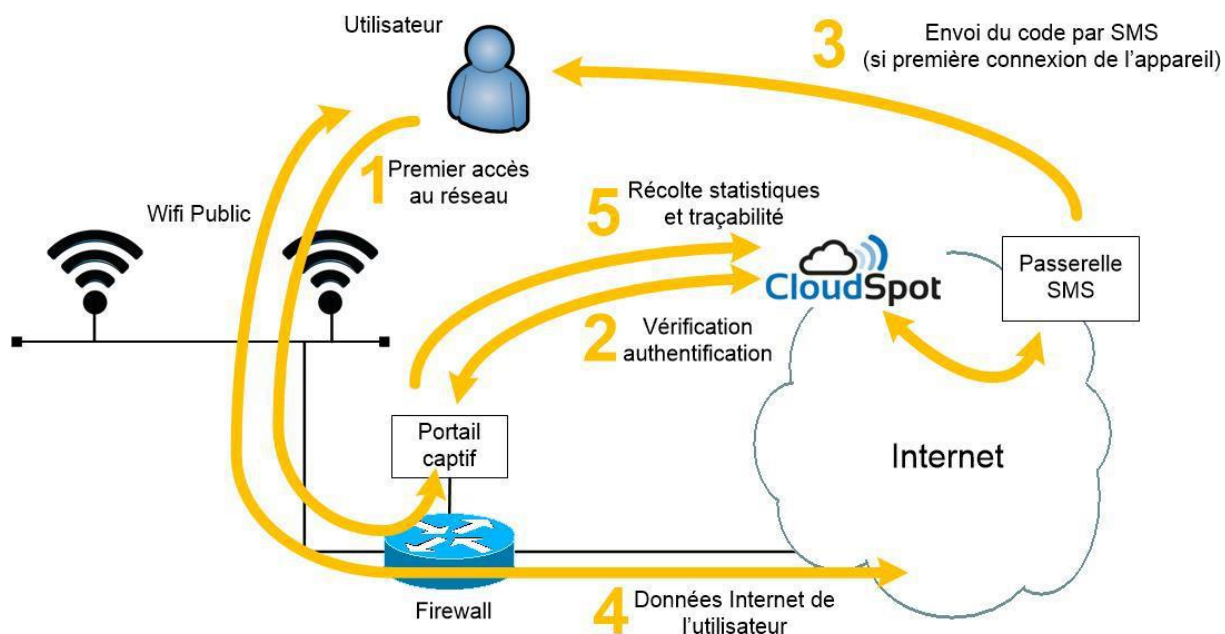 Utilisateur
3
Envoi du code par SMS
(si première connexion de l'appareil)
1
Premier accès
au réseau
Wifi Public
5
Récolte statistiques
et traçabilité
CloudSpot
Passerelle
SMS
2
Vérification
authentification
Portail
captif
Internet
Firewall
4
Données Internet de
l'utilisateur